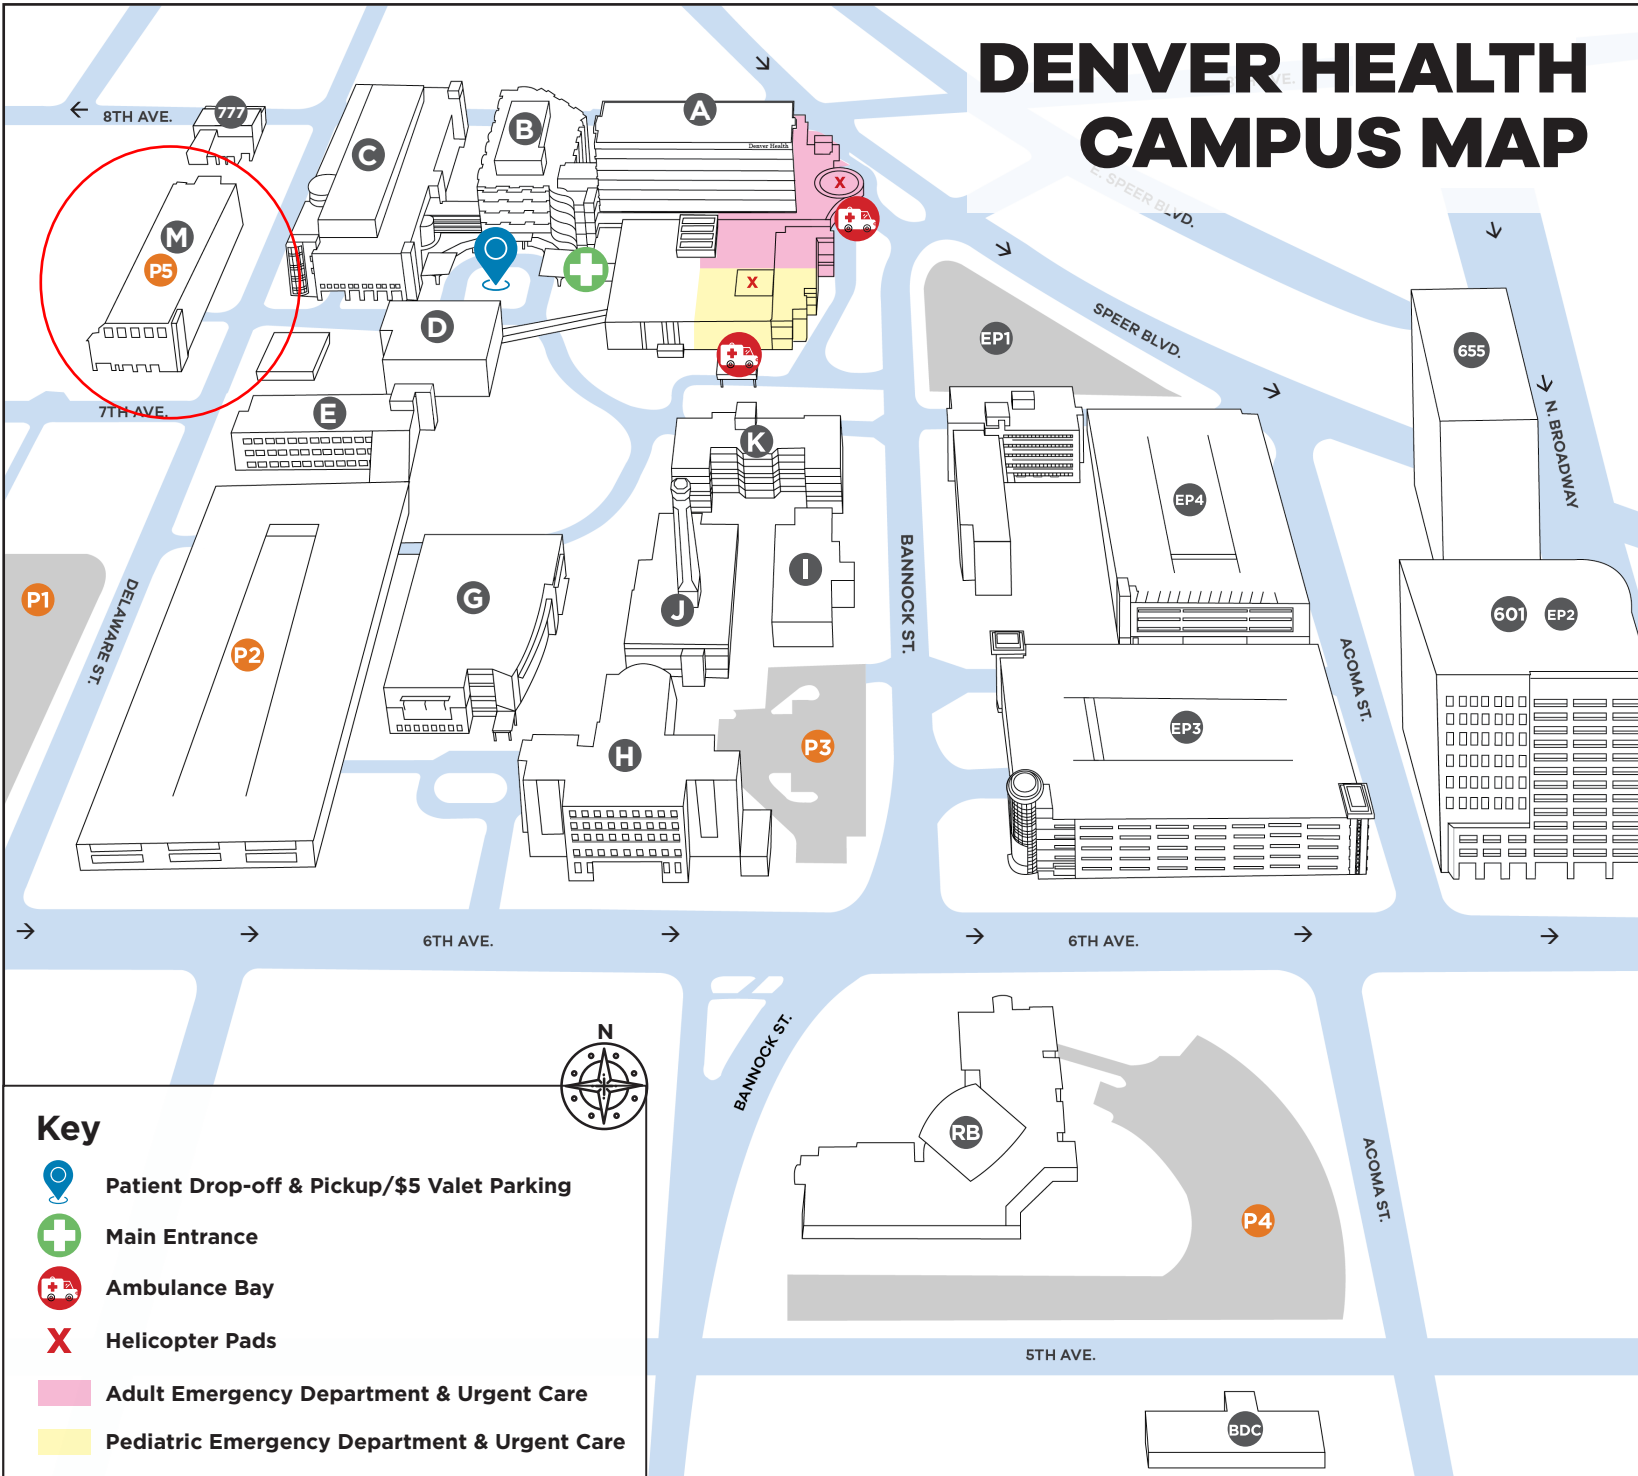 DENVER HEALTH
CAMPUS MAP
8TH AVE.
777
A
B
C
Denver Health
X
E. SPEER BLVD.
M
P5
X
D
SPEER BLVD.
EP1
655
7TH AVE.
E
K
N. BROADWAY
EP4
BANNOCK ST.
P1
DELAWARE ST.
G
I
J
601
EP2
P2
ACOMA ST.
H
P3
EP3
6TH AVE.
6TH AVE.
N
BANNOCK ST.
Key
RB
Patient Drop-off & Pickup/$5 Valet Parking
ACOMA ST.
Main Entrance
P4
Ambulance Bay
X
Helicopter Pads
5TH AVE.
Adult Emergency Department & Urgent Care
BDC
Pediatric Emergency Department & Urgent Care